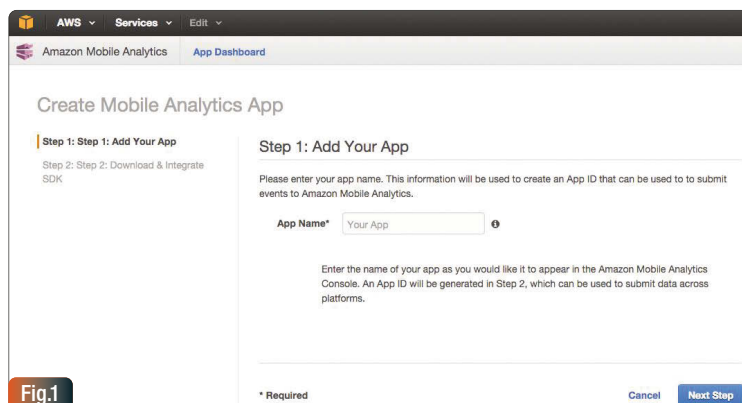 AWS Services Edit
Amazon Mobile Analytics App Dashboard
Create Mobile Analytics App
Step 1: Step 1: Add Your App
Step 2: Step 2: Download & Integrate
SDK
Step 1: Add Your App
Please enter your app name. This information will be used to create an App ID that can be used to to submit
events to Amazon Mobile Analytics.
App Name* Your App
Enter the name of your app as you would like it to appear in the Amazon Mobile Analytics
Console. An App ID will be generated in Step 2, which can be used to submit data across
platforms.
* Required Cancel Next Step
Fig.1